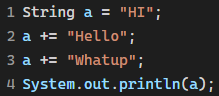 1 String a = "HI";
2 a += "Hello";
3 a += "Whatup";
4 System.out.println(a);